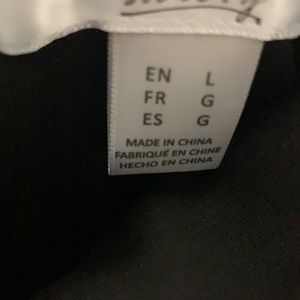 EN L
FR G
ES G
MADE IN CHINA
FABRIQUÉ EN CHINE
HECHO EN CHINA